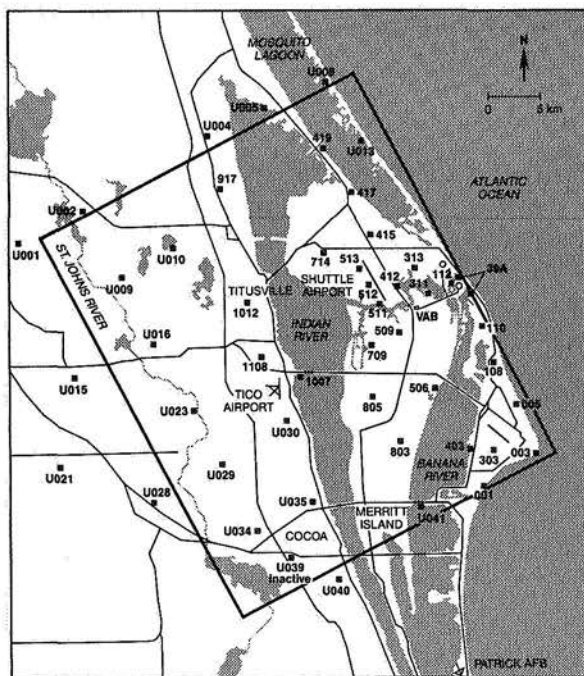 MOSQUITO
LAGOON
U008
N
0 5 km
U005
U004
419
U013
917
417
ATLANTIC
OCEAN
U002
415
U001
U010
714
513
313
SHUTTLE
AIRPORT
412
112
39A
ST. JOHNS RIVER
U009
TITUSVILLE
1012
512
311
511
VAB
INDIAN
RIVER
509
110
U016
709
1108
108
1007
U015
TICO
AIRPORT
506
805
005
U023
U030
403
303
003
803
U029
BANANA
RIVER
U021
001
U028
U035
MERRITT
ISLAND
U041
U034
COCOA
U039
Inactive
U040
PATRICK AFB